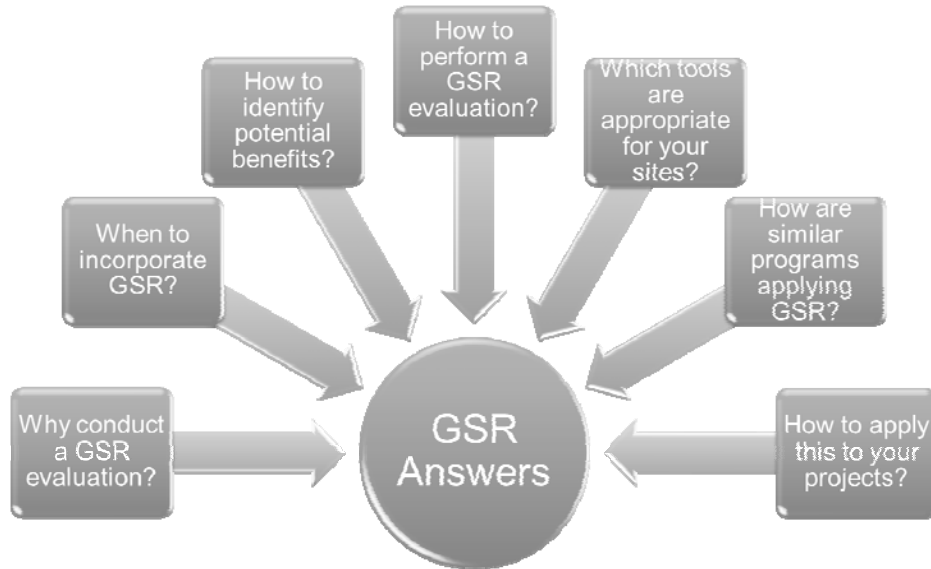 Why conduct
a GSR
evaluation?
When to
incorporate
GSR?
How to
identify
potential
benefits?
How to
perform a
GSR
evaluation?
Which tools
are
appropriate
for your
sites?
How are
similar
programs
applying
GSR?
How to apply
this to your
projects?
GSR
Answers